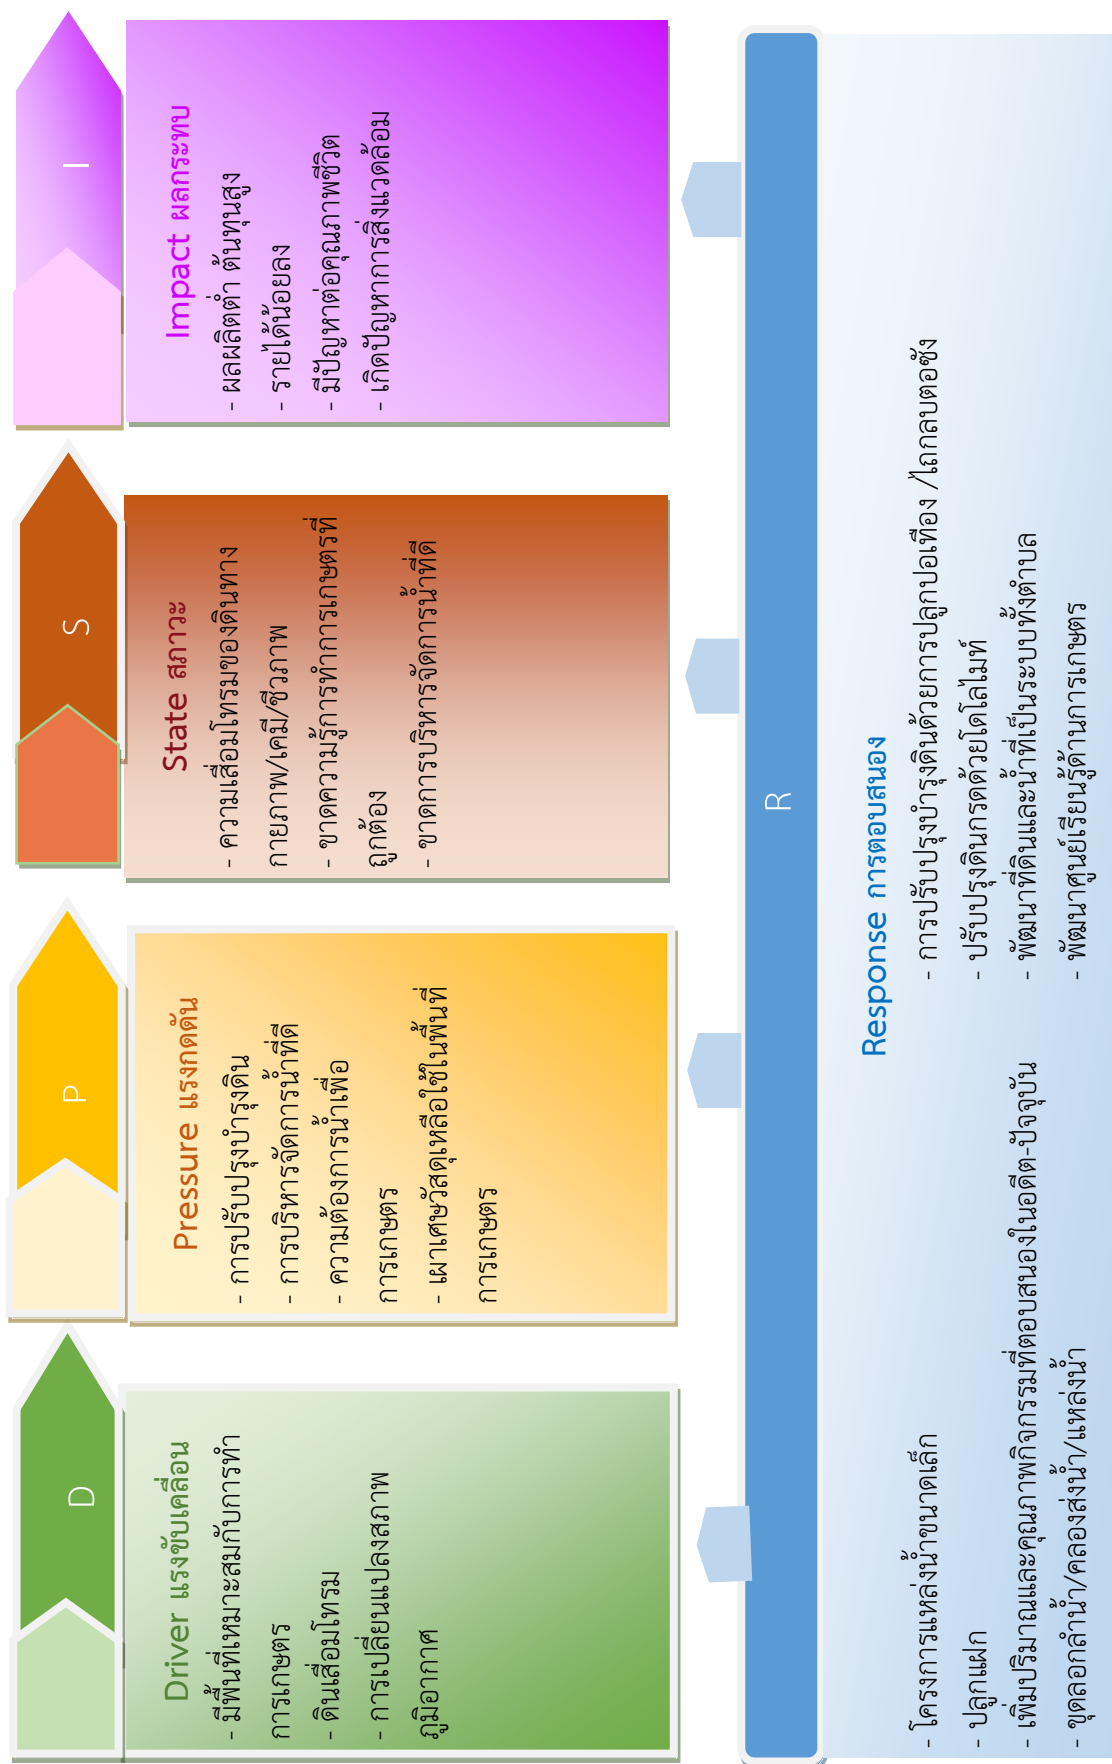 D
Driver แรงขับเคลื่อน
- มีพื้นที่เหมาะสมกับการทำ
การเกษตร
- ดินเสื่อมโทรม
- การเปลี่ยนแปลงสภาพ
ภูมิอากาศ
P
Pressure แรงกดดัน
- การปรับปรุงบำรุงดิน
- การบริหารจัดการน้ำที่ดี
- ความต้องการน้ำเพื่อ
การเกษตร
- เผาเศษวัสดุเหลือใช้ในพื้นที่
การเกษตร
S
State สภาวะ
- ความเสื่อมโทรมของดินทาง
กายภาพ/เคมี/ชีวภาพ
- ขาดความรู้การทำการเกษตรที่
ถูกต้อง
- ขาดการบริหารจัดการน้ำที่ดี
I
Impact ผลกระทบ
- ผลผลิตต่ำ ต้นทุนสูง
- รายได้น้อยลง
- มีปัญหาต่อคุณภาพชีวิต
- เกิดปัญหาการสิ่งแวดล้อม
R
Response การตอบสนอง
- โครงการแหล่งน้ำขนาดเล็ก
- ปลูกแฝก
- เพิ่มปริมาณและคุณภาพกิจกรรมที่ตอบสนองในอดีต-ปัจจุบัน
- ขุดลอกลำน้ำ/คลองส่งน้ำ/แหล่งน้ำ
- การปรับปรุงบำรุงดินด้วยการปลูกปอเทือง /ไถกลบตอซัง
- ปรับปรุงดินกรดด้วยโดโลไมท์
- พัฒนาที่ดินและน้ำที่เป็นระบบทั้งตำบล
- พัฒนาศูนย์เรียนรู้ด้านการเกษตร